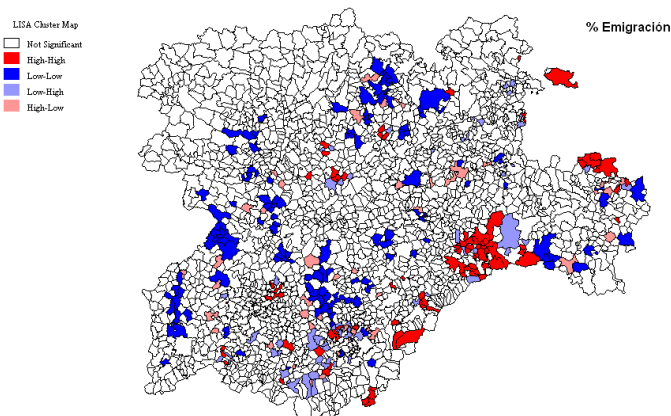 LISA Cluster Map
% Emigración
Not Significant
High-High
Low-Low
Low-High
High-Low